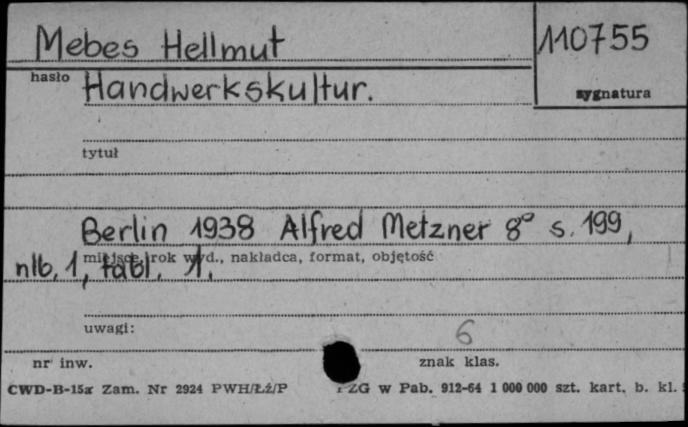 Mebes Hellmut
110755
hasło
sygnatura
Handwerkskultur.
tytuł
Berlin 1938 Alfred Metzner 8° s. 199,
miejsce, rok wyd., nakładca, format, objętość
nlb. 1, tabl. 1.
uwagi:
6
nr inw.
znak klas.
CWD-B-15a Zam. Nr 2924 PWH/Łź/P ZG w Pab. 912-64 1 000 000 szt. kart. b. kl.